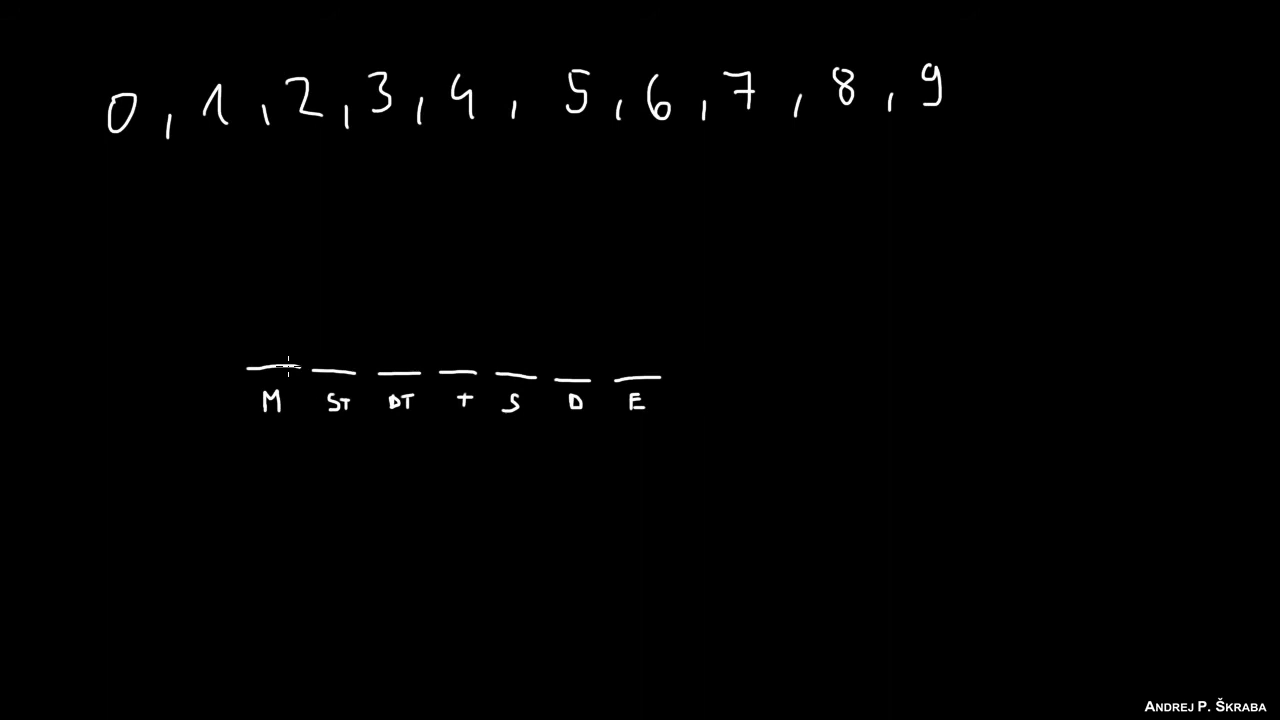 0, 1, 2, 3, 4, 5, 6, 7, 8, 9
M ST DT T S D E
ANDREJ P. ŠKRABA